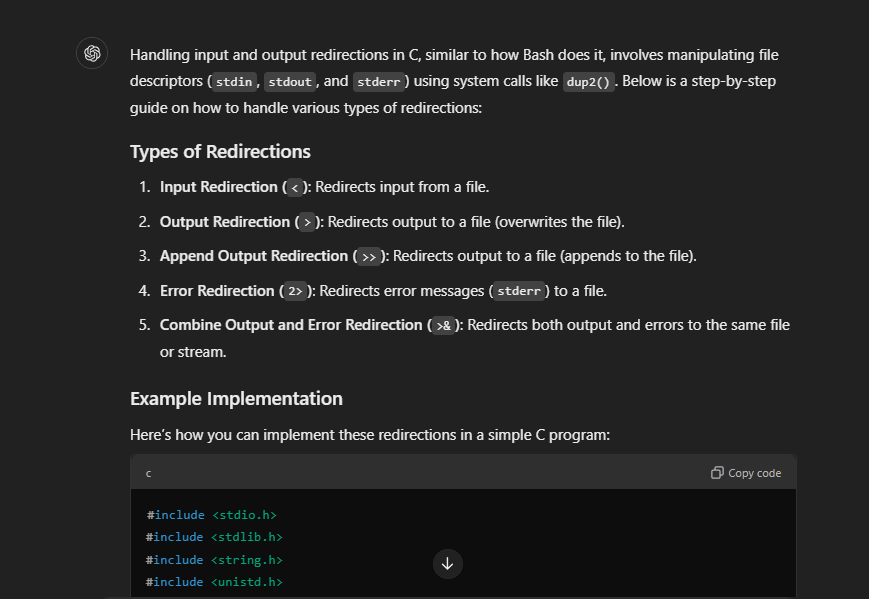 Handling input and output redirections in C, similar to how Bash does it, involves manipulating file
descriptors (stdin, stdout, and stderr) using system calls like dup2(). Below is a step-by-step
guide on how to handle various types of redirections:
Types of Redirections
1. Input Redirection (<): Redirects input from a file.
2. Output Redirection (>): Redirects output to a file (overwrites the file).
3. Append Output Redirection (>>): Redirects output to a file (appends to the file).
4. Error Redirection (2>): Redirects error messages (stderr) to a file.
5. Combine Output and Error Redirection (>&): Redirects both output and errors to the same file
or stream.
Example Implementation
Here's how you can implement these redirections in a simple C program:
c Copy code
#include <stdio.h>
#include <stdlib.h>
#include <string.h>
#include <unistd.h>